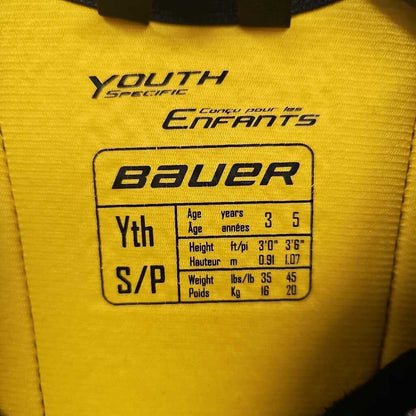 YOUTH
SPECIFIC
Conçu pour les
ENFANTS
BAUER
Yth
S/P
Age years 3 5
Âge années
Height ft/pi 3'0" 3'6"
Hauteur m 0.91 1.07
Weight lbs/lb 35 45
Poids Kg 16 20